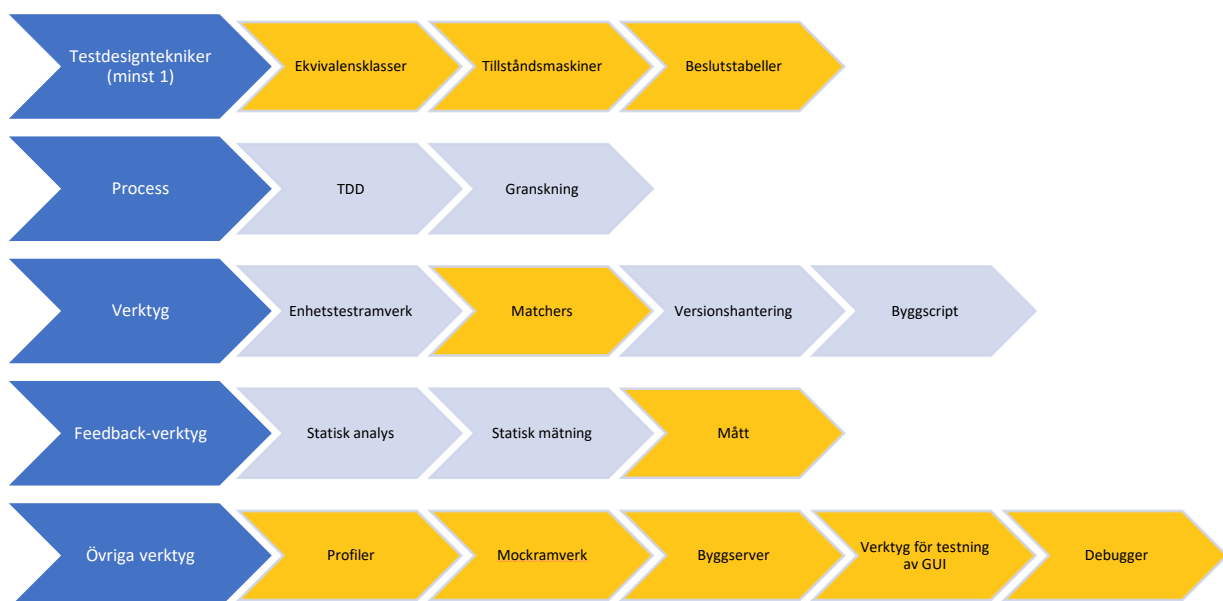 Testdesigntekniker
(minst 1)
Ekvivalensklasser
Tillståndsmaskiner
Beslutstabeller
Process
TDD
Granskning
Verktyg
Enhetstestramverk
Matchers
Versionshantering
Byggscript
Feedback-verktyg
Statisk analys
Statisk mätning
Mått
Övriga verktyg
Profiler
Mockramverk
Byggserver
Verktyg för testning
av GUI
Debugger